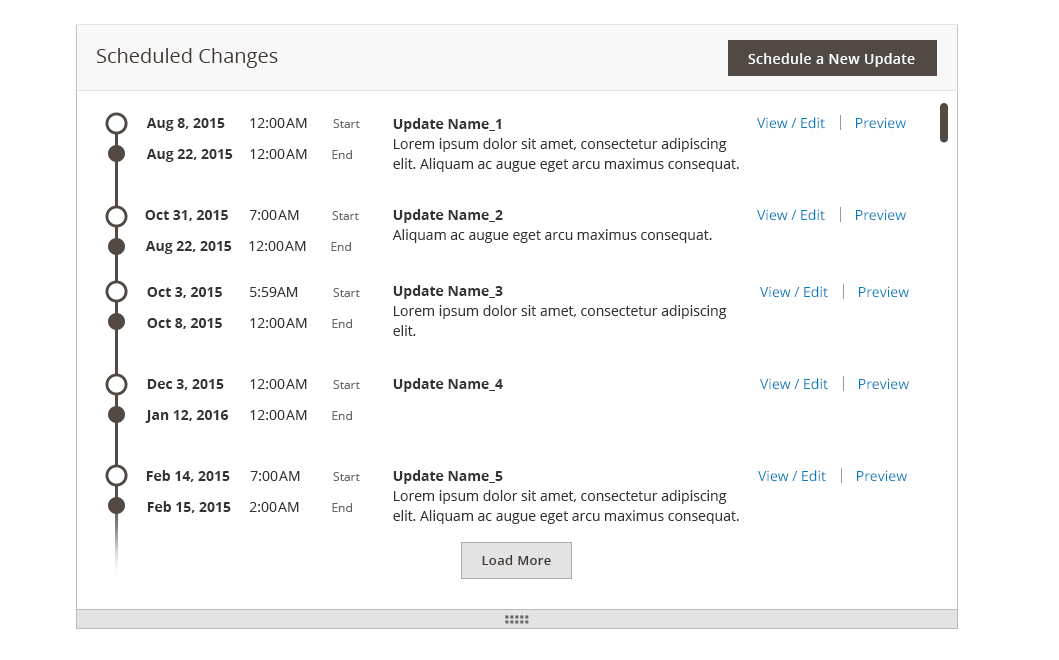 Scheduled Changes
Schedule a New Update
Aug 8, 2015 12:00AM Start Update Name_1 View / Edit | Preview
Lorem ipsum dolor sit amet, consectetur adipiscing
Aug 22, 2015 12:00AM End
elit. Aliquam ac augue eget arcu maximus consequat.
Oct 31, 2015 7:00AM Start Update Name_2 View / Edit | Preview
Aliquam ac augue eget arcu maximus consequat.
Aug 22, 2015 12:00AM End
Oct 3, 2015 5:59AM Start Update Name_3 View / Edit | Preview
Lorem ipsum dolor sit amet, consectetur adipiscing
Oct 8, 2015 12:00AM End
elit.
Dec 3, 2015 12:00AM Start Update Name_4 View / Edit | Preview
Jan 12, 2016 12:00AM End
Feb 14, 2015 7:00AM Start Update Name_5 View / Edit | Preview
Lorem ipsum dolor sit amet, consectetur adipiscing
Feb 15, 2015 2:00AM End
elit. Aliquam ac augue eget arcu maximus consequat.
Load More